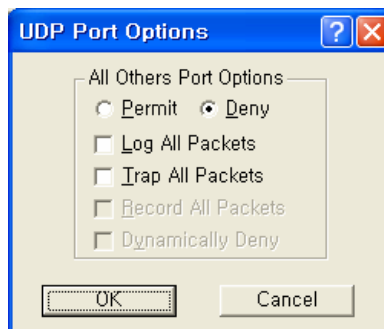 UDP Port Options
All Others Port Options
Permit Deny
Log All Packets
Trap All Packets
Record All Packets
Dynamically Deny
OK Cancel